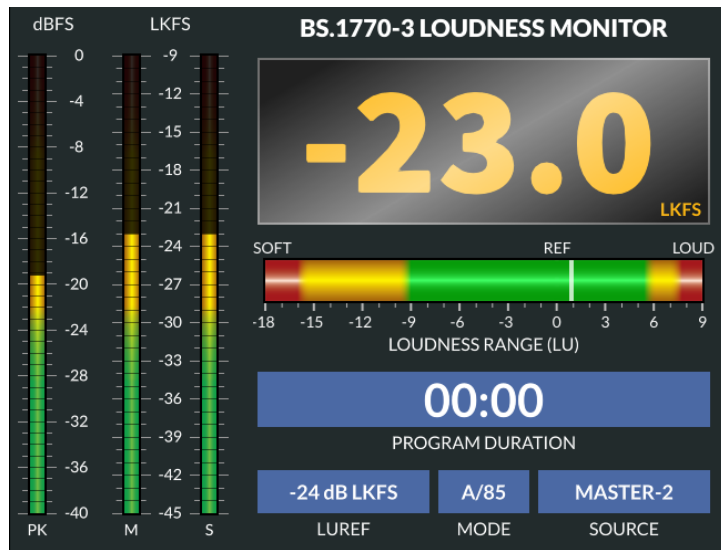 dBFS LKFS
BS.1770-3 LOUDNESS MONITOR
0 -9
-4 -12
-8 -15
-12 -18
-16 -21
-20 -24
-24 -27
-28 -30
-32 -33
-36 -36
-40 -39
-42
-45
PK M S
-23.0
LKFS
SOFT REF LOUD
-18 -15 -12 -9 -6 -3 0 3 6 9
LOUDNESS RANGE (LU)
00:00
PROGRAM DURATION
-24 dB LKFS A/85 MASTER-2
LUREF MODE SOURCE